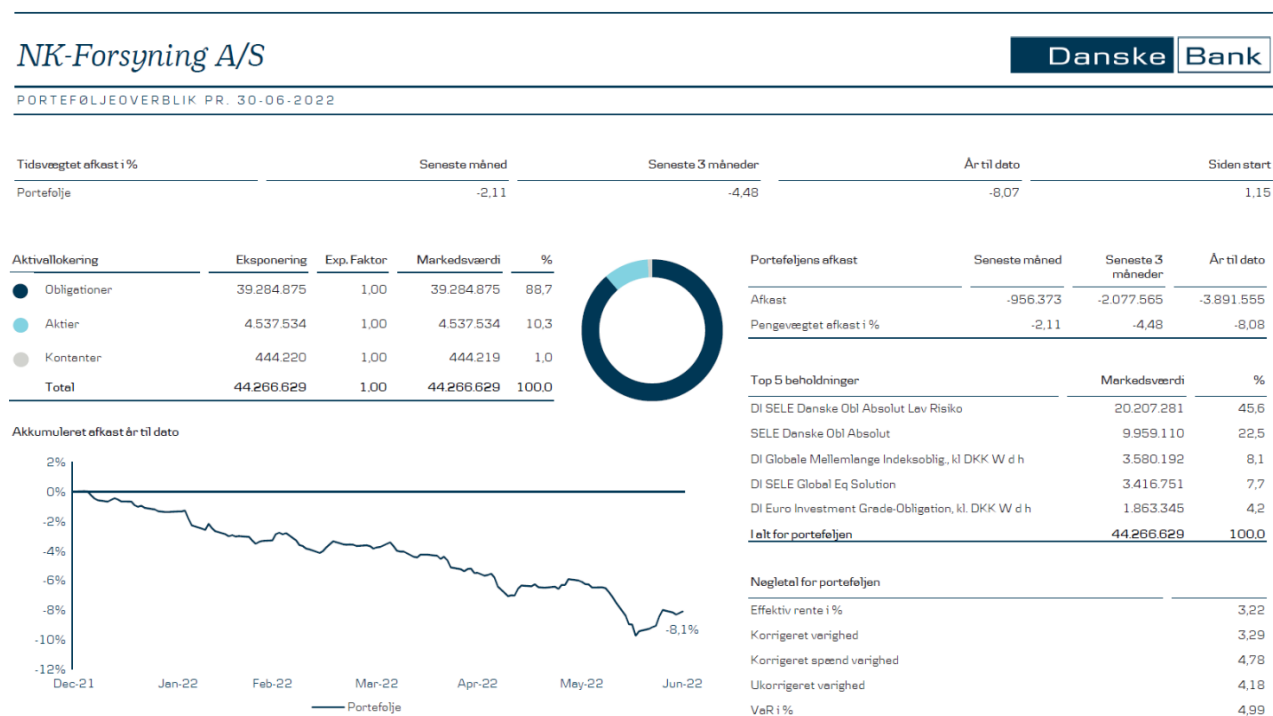 NK-Forsyning A/S
Danske Bank
PORTEFØLJEOVERBLIK PR. 30-06-2022
Tidsvægtet afkast i % Seneste måned Seneste 3 måneder År til dato Siden start
Portefølje -2,11 -4,48 -8,07 1,15
Aktivallokering Eksponering Exp. Faktor Markedsværdi %
Obligationer 39.284.875 1,00 39.284.875 88,7
Aktier 4.537.534 1,00 4.537.534 10,3
Kontanter 444.220 1,00 444.219 1,0
Total 44.266.629 1,00 44.266.629 100,0
Porteføljens afkast Seneste måned Seneste 3 måneder År til dato
Afkast -956.373 -2.077.565 -3.891.555
Pengevægtet afkast i % -2,11 -4,48 -8,08
Top 5 beholdninger Markedsværdi %
DI SELE Danske Obl Absolut Lav Risiko 20.207.281 45,6
SELE Danske Obl Absolut 9.959.110 22,5
DI Globale Mellemlange Indeksoblig., kl DKK W d h 3.580.192 8,1
DI SELE Global Eq Solution 3.416.751 7,7
DI Euro Investment Grade-Obligation, kl. DKK W d h 1.863.345 4,2
I alt for porteføljen 44.266.629 100,0
Akkumuleret afkast år til dato
2%
0%
-2%
-4%
-6%
-8%
-10%
-12%
-8,1%
Dec-21 Jan-22 Feb-22 Mar-22 Apr-22 May-22 Jun-22
Portefølje
Nøgletal for porteføljen
Effektiv rente i % 3,22
Korrigeret varighed 3,29
Korrigeret spænd varighed 4,78
Ukorrigeret varighed 4,18
VaR i % 4,99